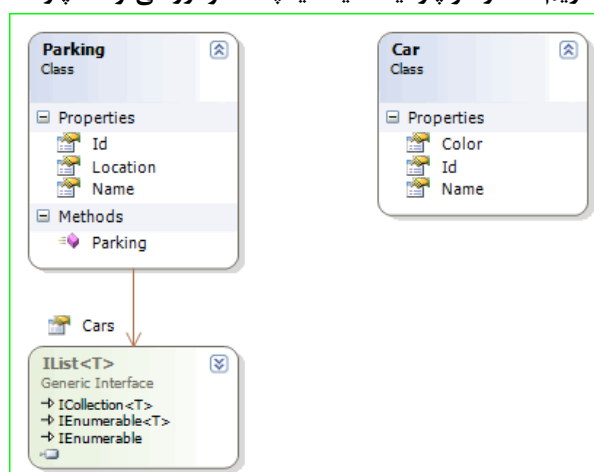 Parking
Class
Properties
Id
Location
Name
Methods
Parking
Cars
IList<T>
Generic Interface
ICollection<T>
IEnumerable<T>
IEnumerable
Car
Class
Properties
Color
Id
Name